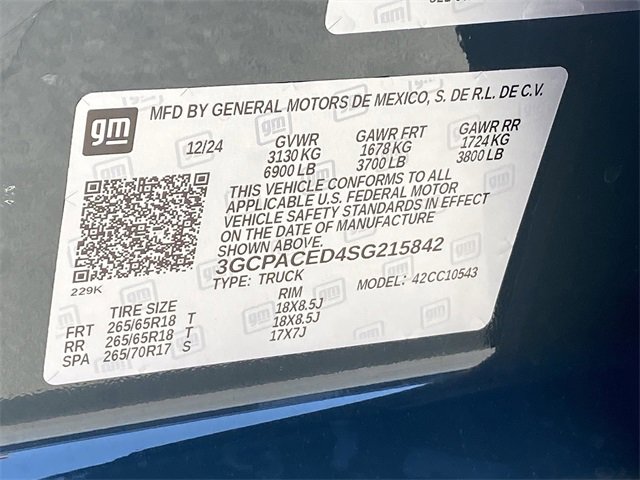 gm
MFD BY GENERAL MOTORS DE MEXICO, S. DE R.L. DE C.V.
12/24 GVWR GAWR FRT GAWR RR
3130 KG 1678 KG 1724 KG
6900 LB 3700 LB 3800 LB
THIS VEHICLE CONFORMS TO ALL
APPLICABLE U.S. FEDERAL MOTOR
VEHICLE SAFETY STANDARDS IN EFFECT
ON THE DATE OF MANUFACTURE
SHOWN ABOVE.
3GCPACED4SG215842
TYPE: TRUCK MODEL: 42CC10543
229K
TIRE SIZE RIM
FRT 265/65R18 T 18X8.5J
RR 265/65R18 T 18X8.5J
SPA 265/70R17 S 17X7J